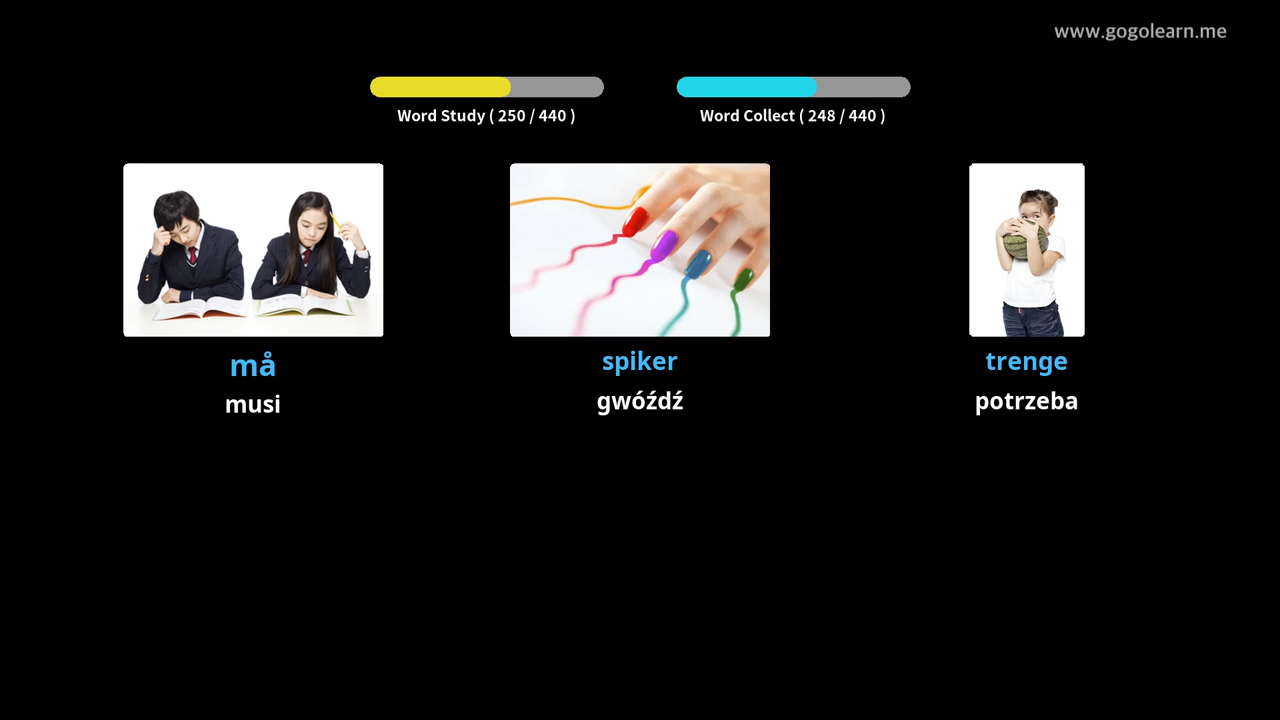 www.gogolearn.me
Word Study ( 250 / 440 )
Word Collect ( 248 / 440 )
må
musi
spiker
gwóźdź
trenge
potrzeba